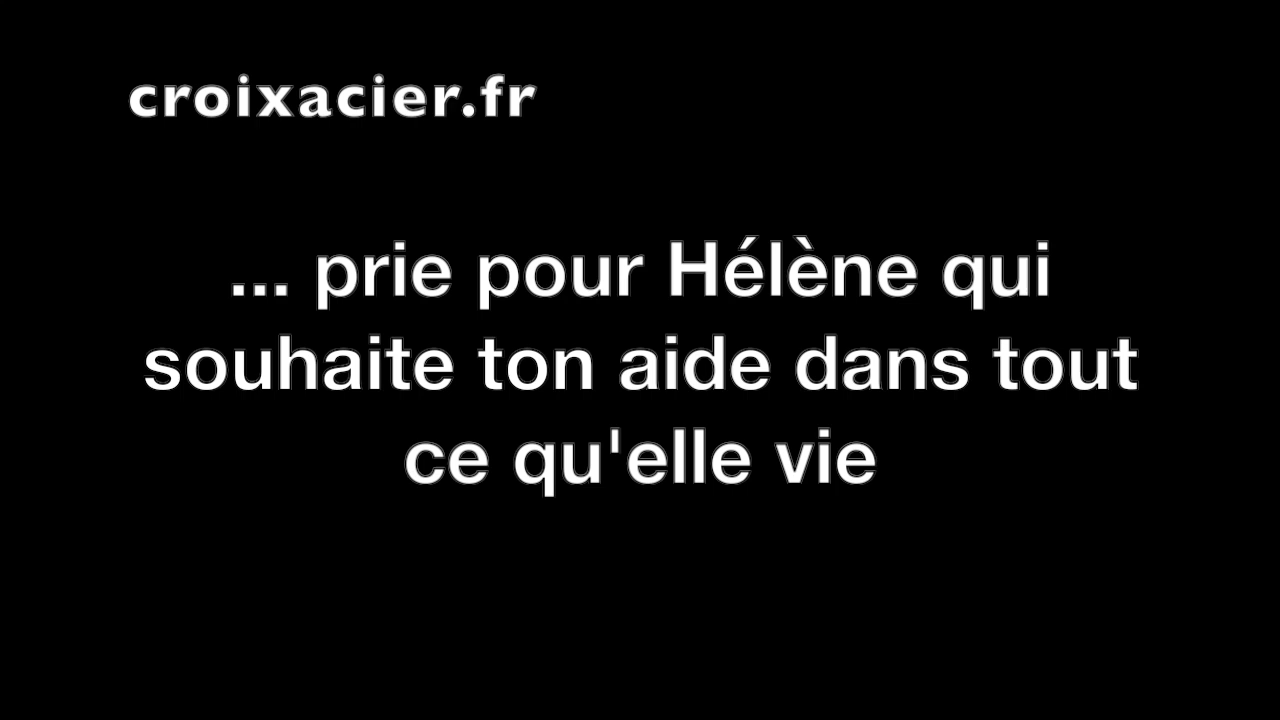 croixacier.fr
... prie pour Hélène qui
souhaite ton aide dans tout
ce qu'elle vie